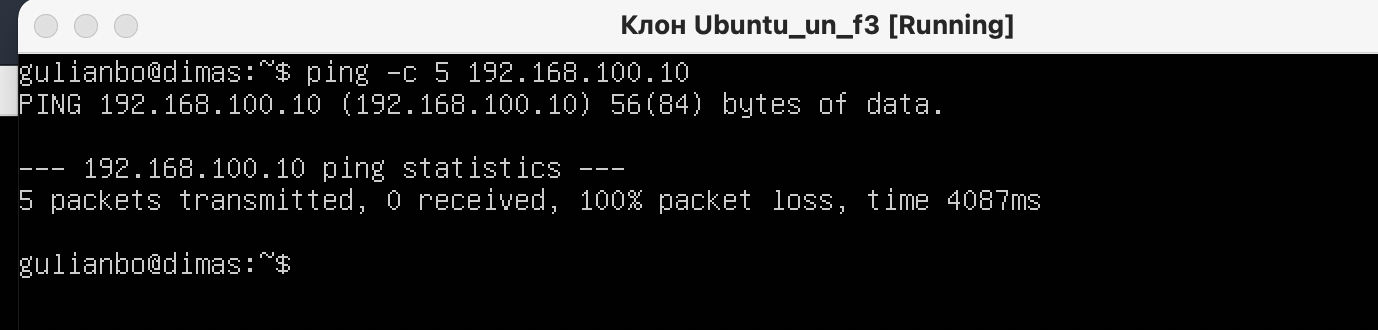 Клон Ubuntu_un_f3 [Running]
gulianbo@dimas:~$ ping -c 5 192.168.100.10
PING 192.168.100.10 (192.168.100.10) 56(84) bytes of data.
--- 192.168.100.10 ping statistics ---
5 packets transmitted, 0 received, 100% packet loss, time 4087ms
gulianbo@dimas:~$